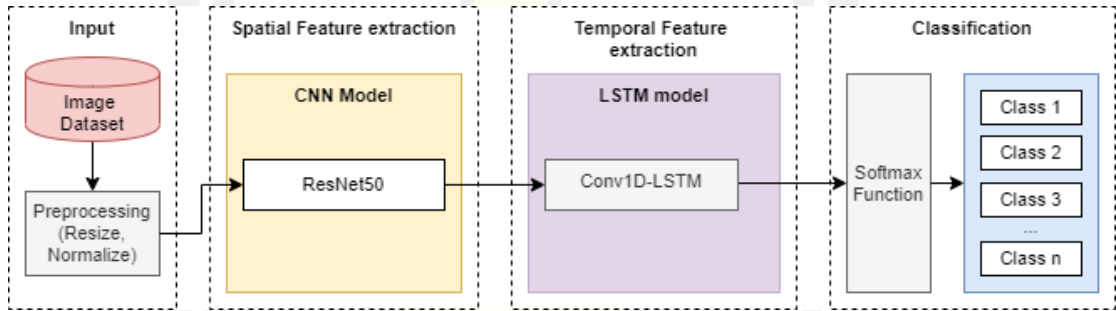 Input
Image
Dataset
Preprocessing
(Resize,
Normalize)
Spatial Feature extraction
CNN Model
ResNet50
Temporal Feature
extraction
LSTM model
Conv1D-LSTM
Classification
Softmax
Function
Class 1
Class 2
Class 3
...
Class n